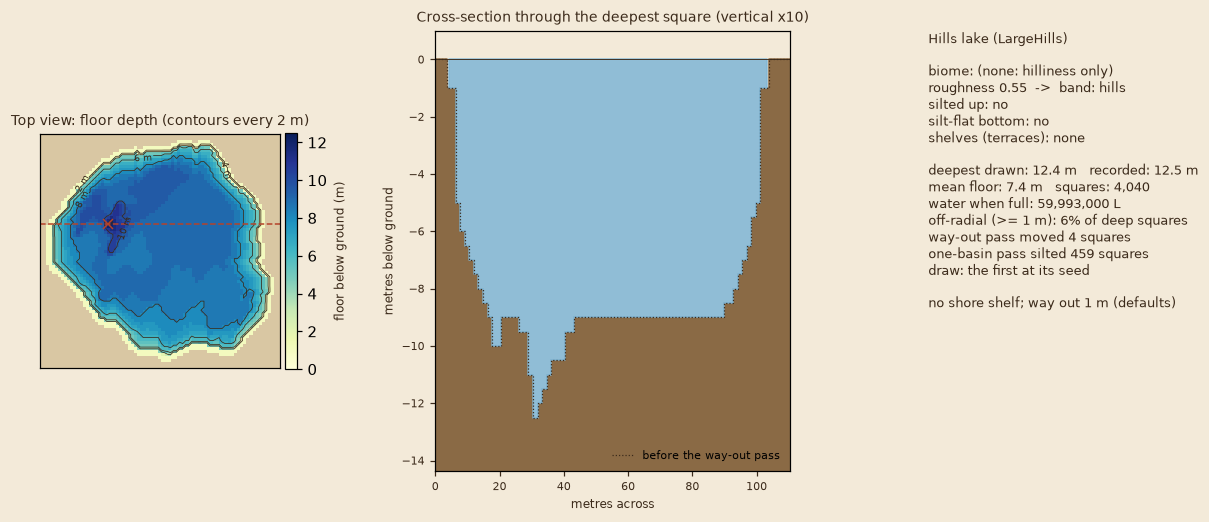 Cross-section through the deepest square (vertical x10)
Top view: floor depth (contours every 2 m)
6 m
12
10
8
6
4
2
0
floor below ground (m)
metres below ground
0
−2
−4
−6
−8
−10
−12
−14
before the way-out pass
0
20
40
60
80
100
metres across
Hills lake (LargeHills)
biome: (none: hilliness only)
roughness 0.55  ->  band: hills
silted up: no
silt-flat bottom: no
shelves (terraces): none
deepest drawn: 12.4 m   recorded: 12.5 m
mean floor: 7.4 m   squares: 4,040
water when full: 59,993,000 L
off-radial (>= 1 m): 6% of deep squares
way-out pass moved 4 squares
one-basin pass silted 459 squares
draw: the first at its seed
no shore shelf; way out 1 m (defaults)